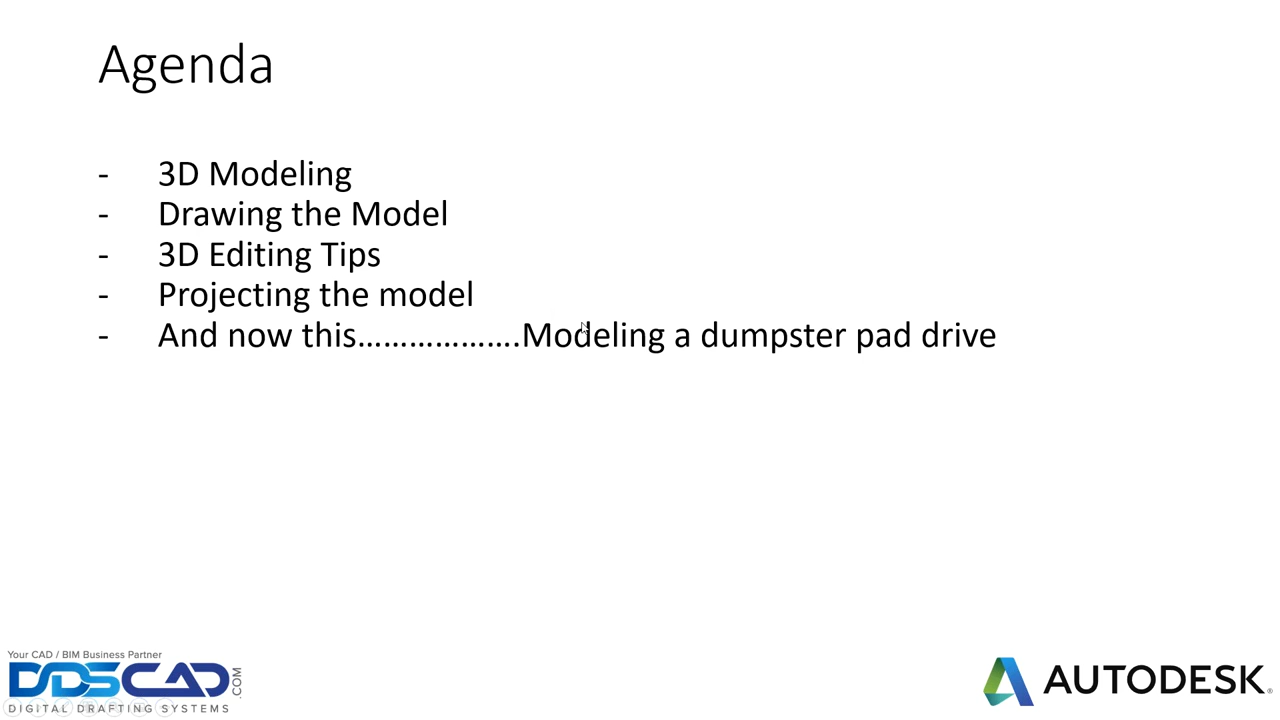 Agenda
- 3D Modeling
- Drawing the Model
- 3D Editing Tips
- Projecting the model
- And now this……………….Modeling a dumpster pad drive
Your CAD / BIM Business Partner
DDSCAD.COM
DIGITAL DRAFTING SYSTEMS
AUTODESK®